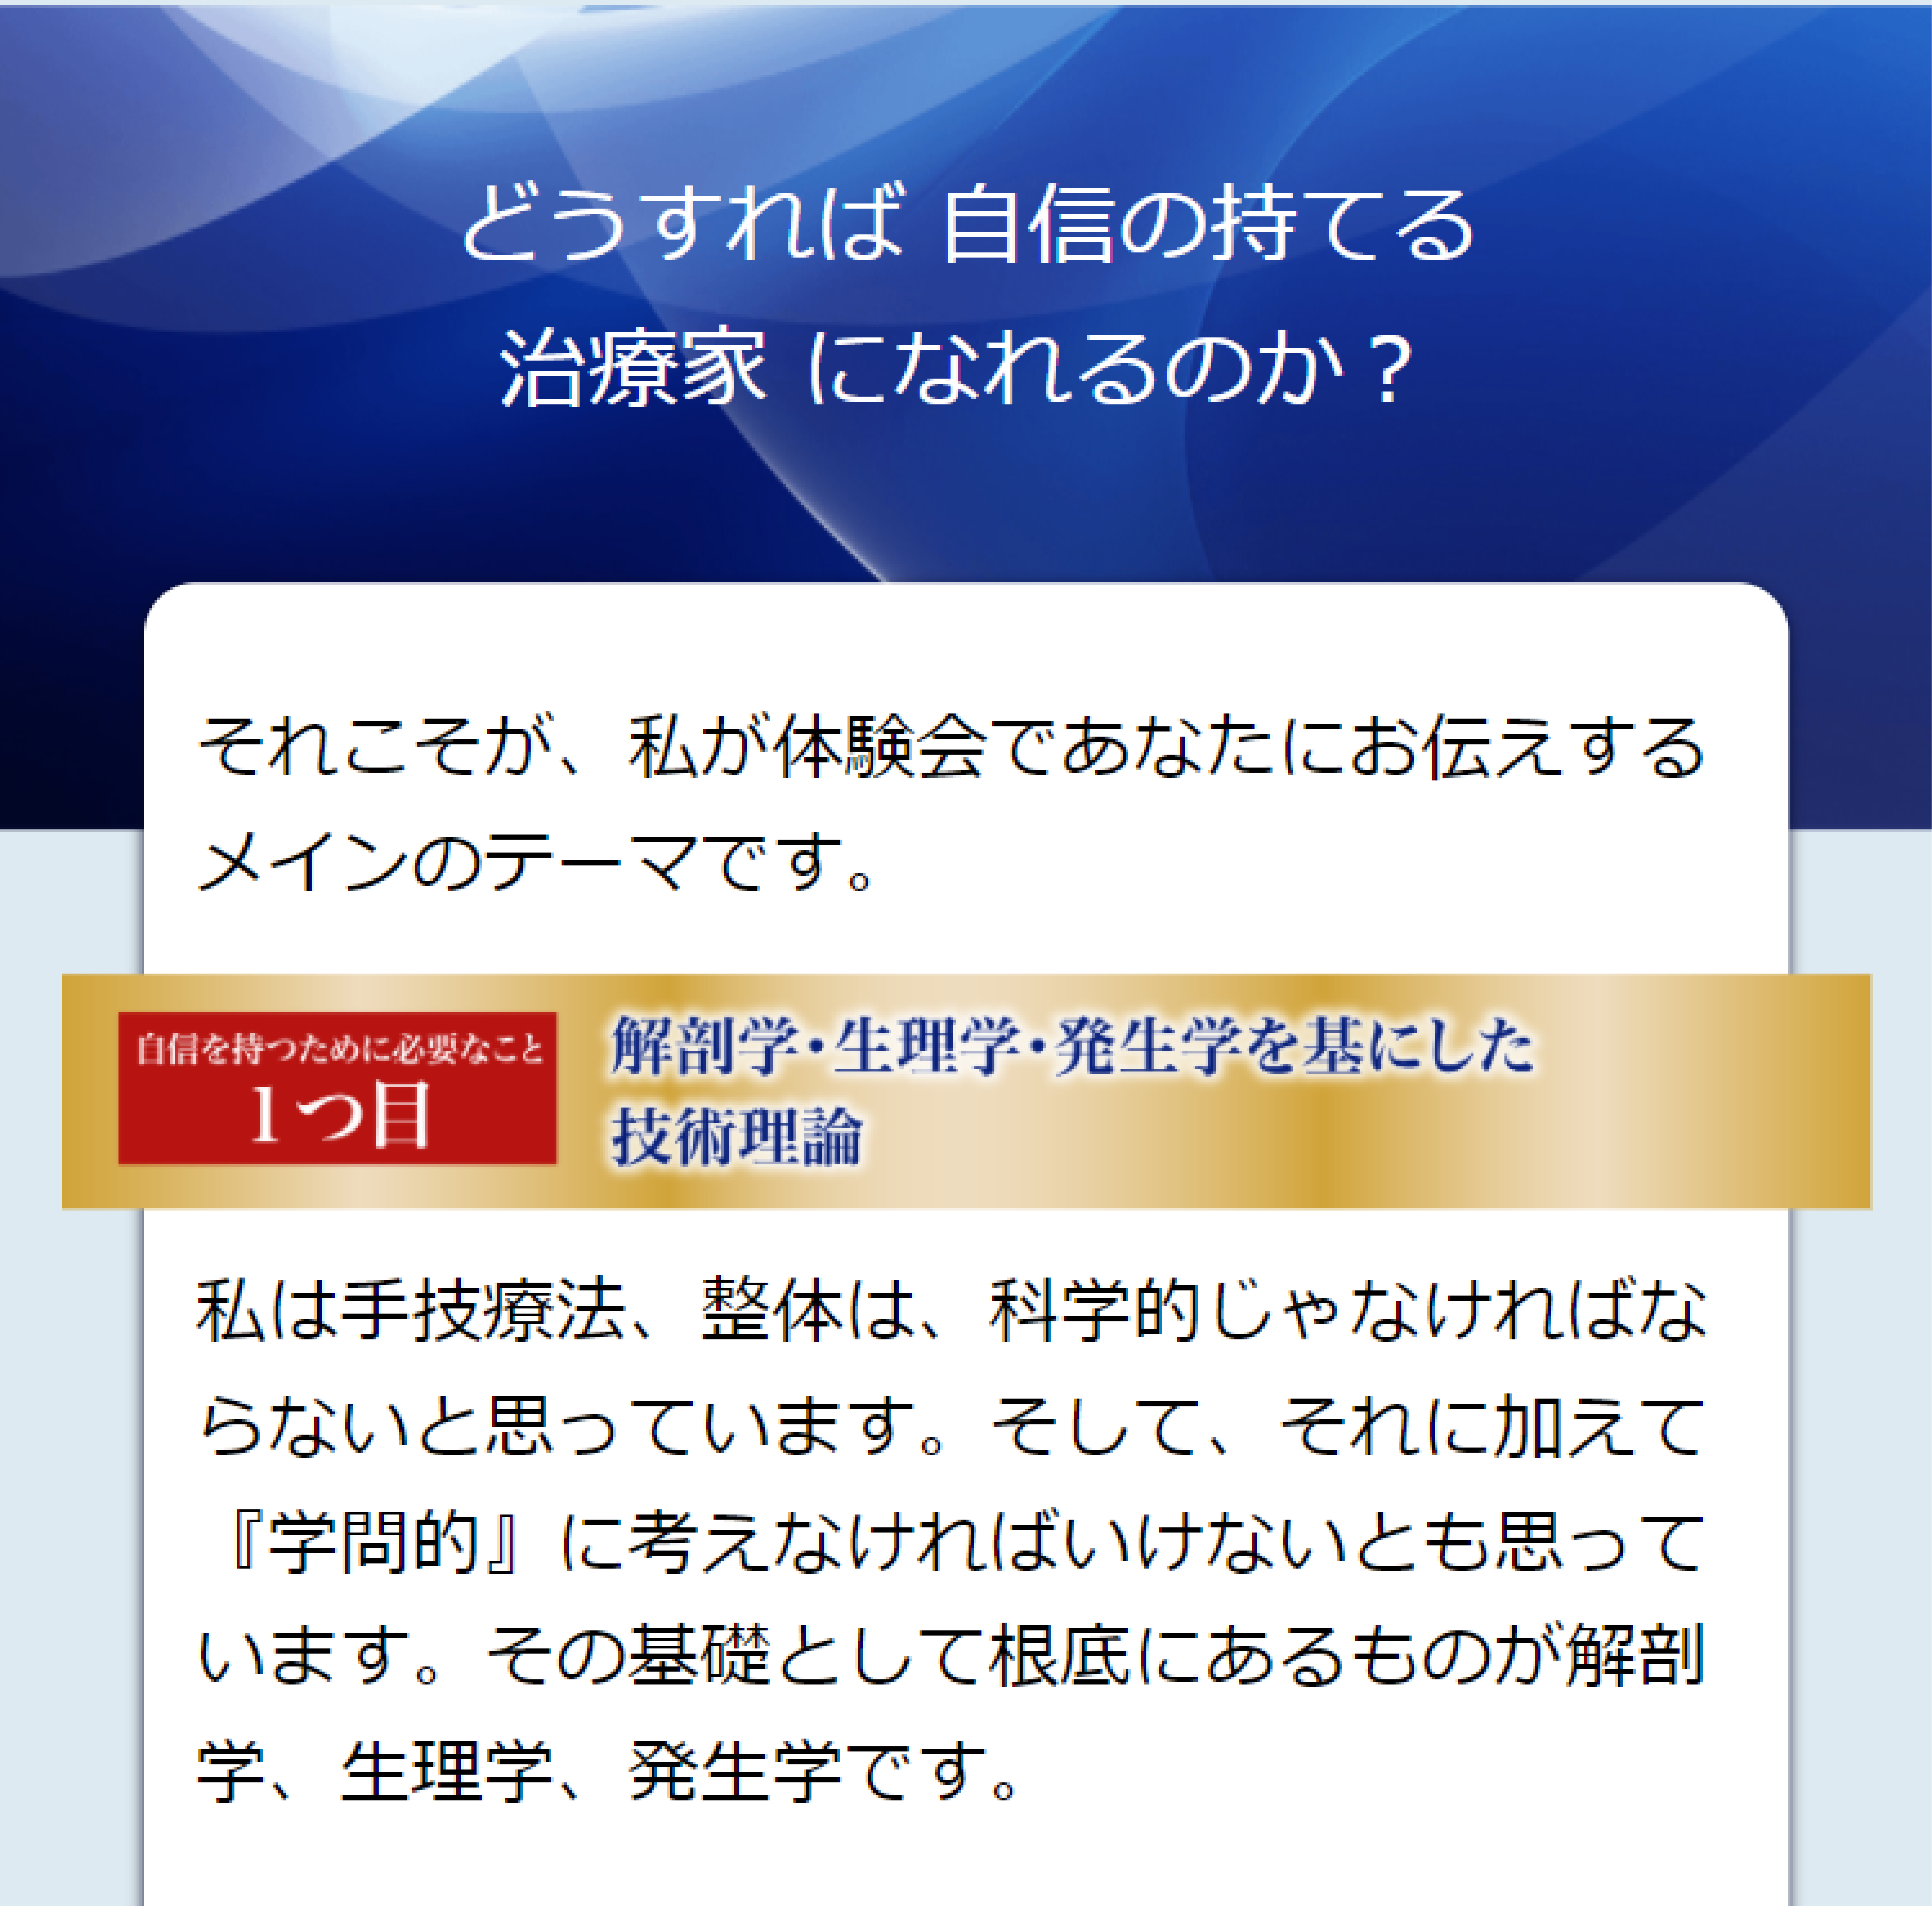 どうすれば 自信の持てる
治療家 になれるのか？
それこそが、私が体験会であなたにお伝えする
メインのテーマです。
自信を持つために必要なこと
1つ目
解剖学・生理学・発生学を基にした
技術理論
私は手技療法、整体は、科学的じゃなければな
らないと思っています。そして、それに加えて
『学問的』に考えなければいけないとも思って
います。その基礎として根底にあるものが解剖
学、生理学、発生学です。